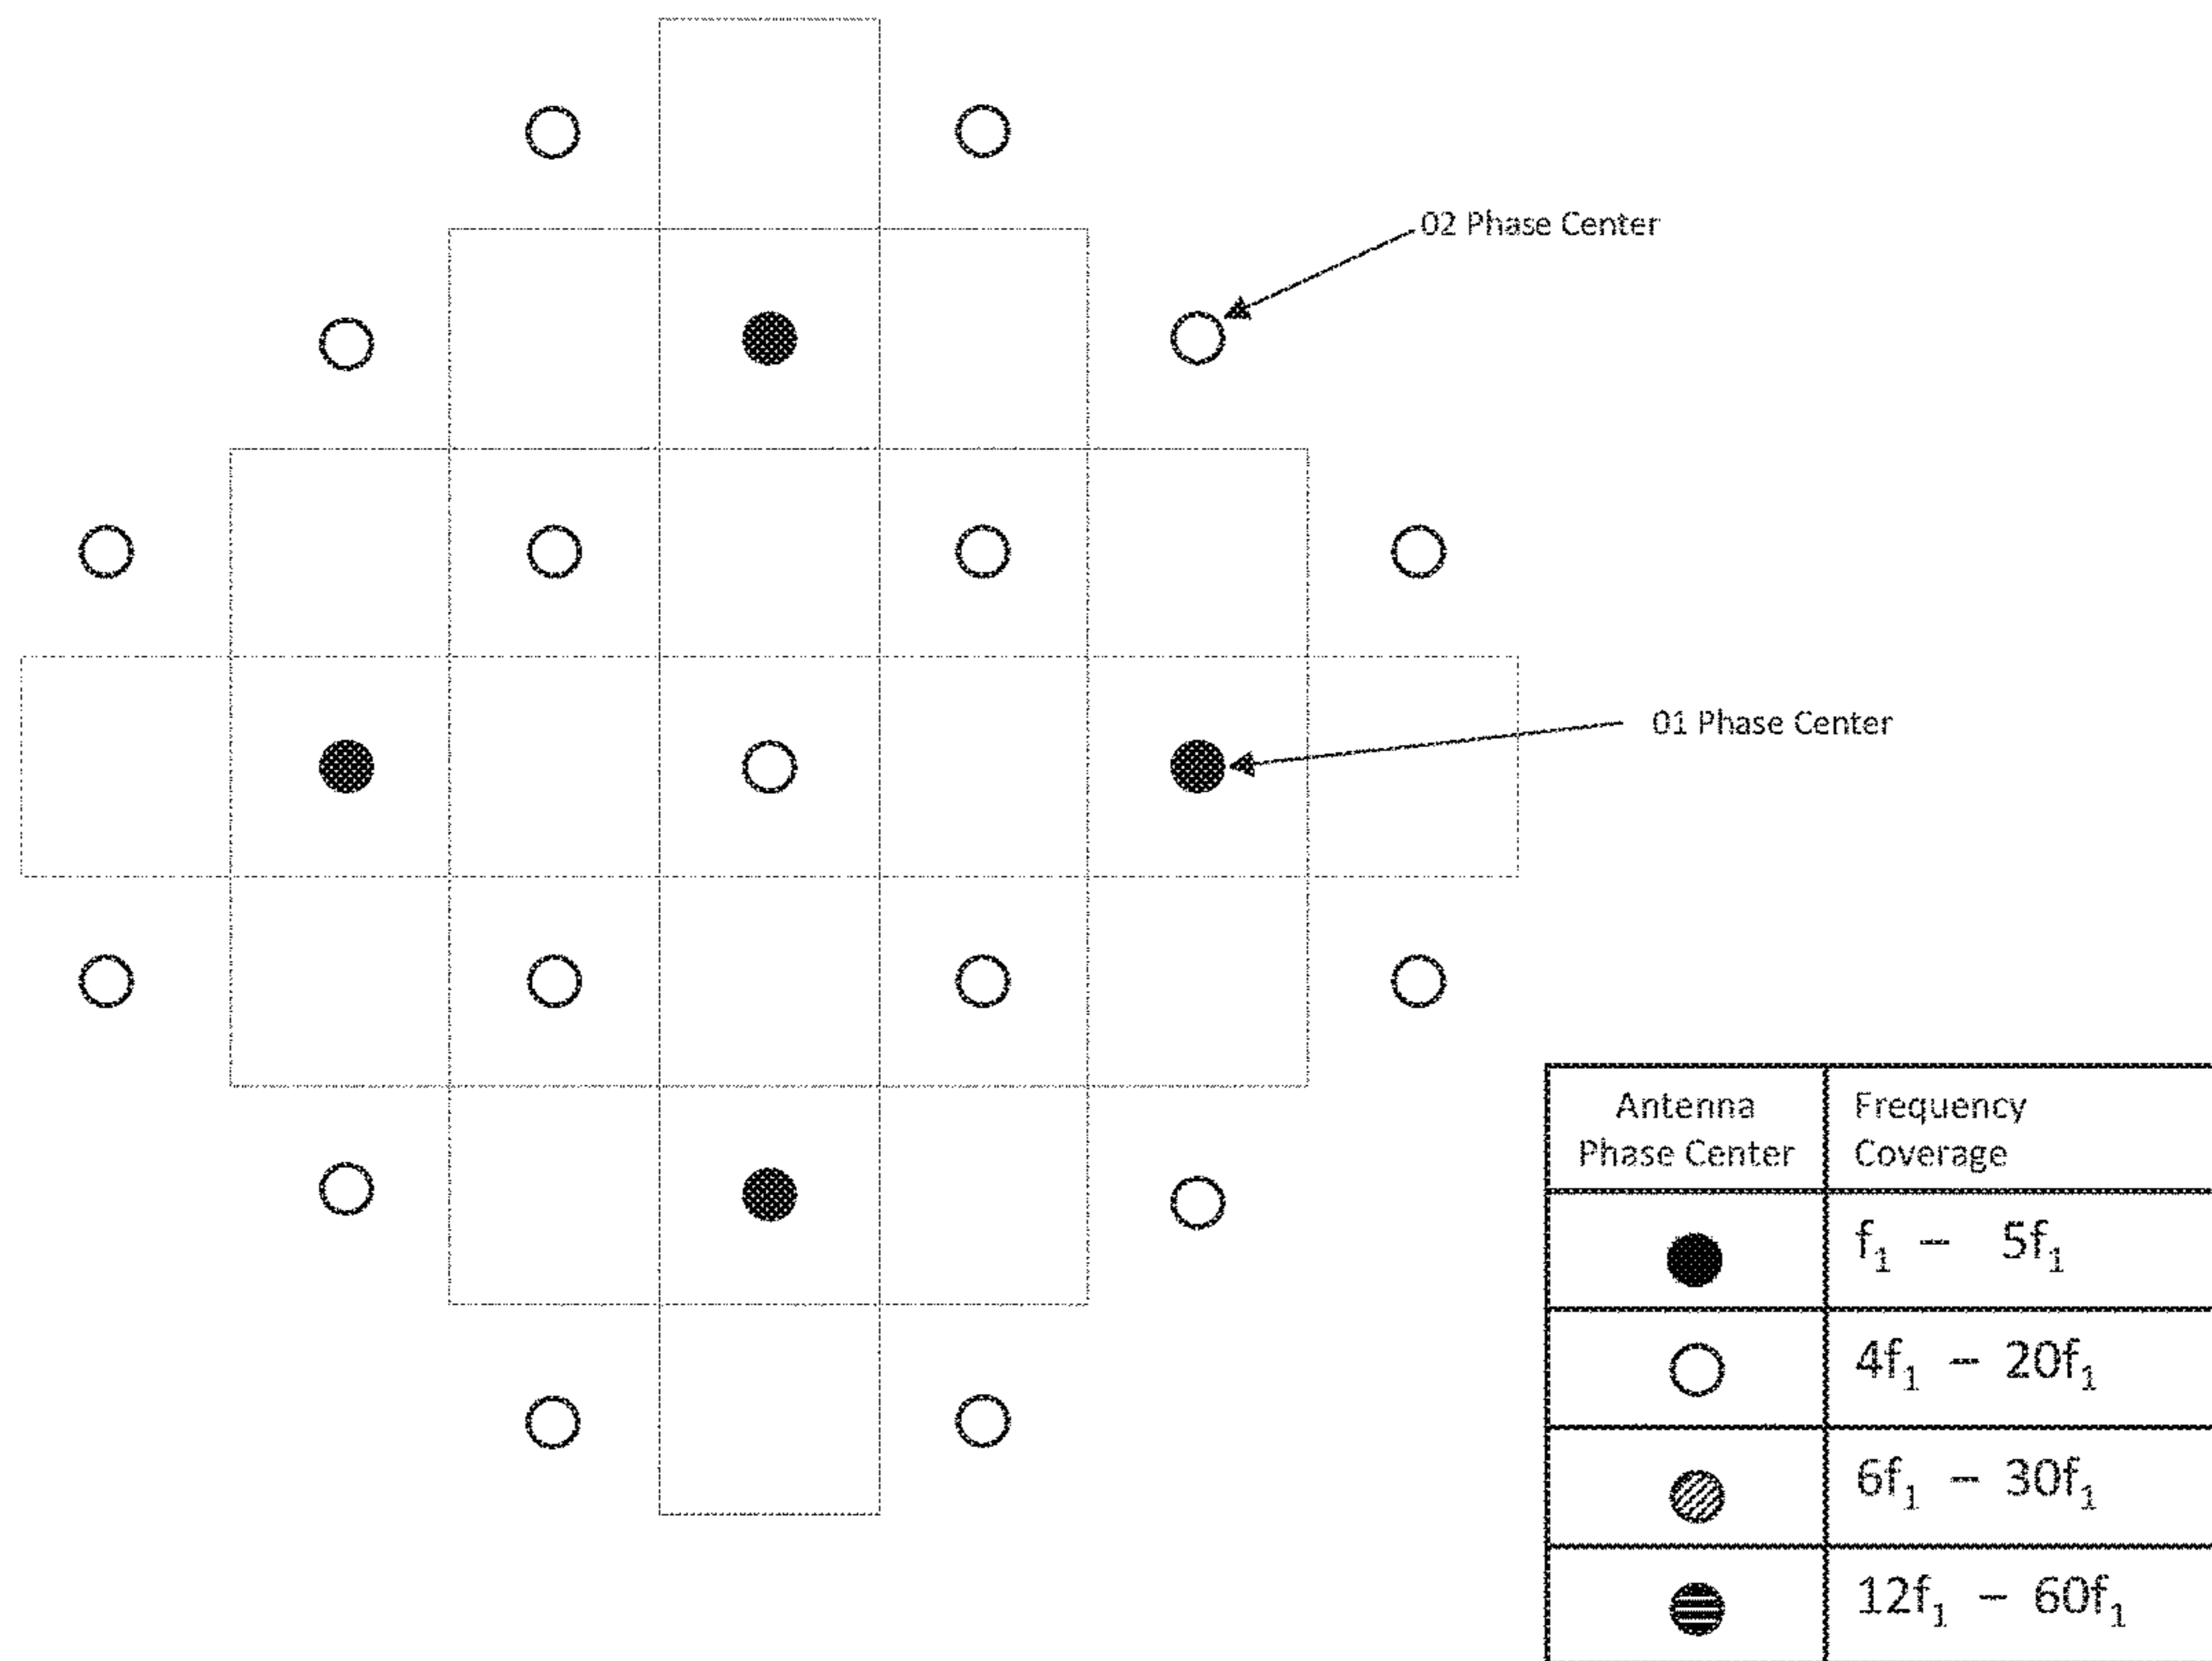 02 Phase Center
01 Phase Center
Antenna
Phase Center
Frequency
Coverage
f₁ – 5f₁
4f₁ – 20f₁
6f₁ – 30f₁
12f₁ – 60f₁